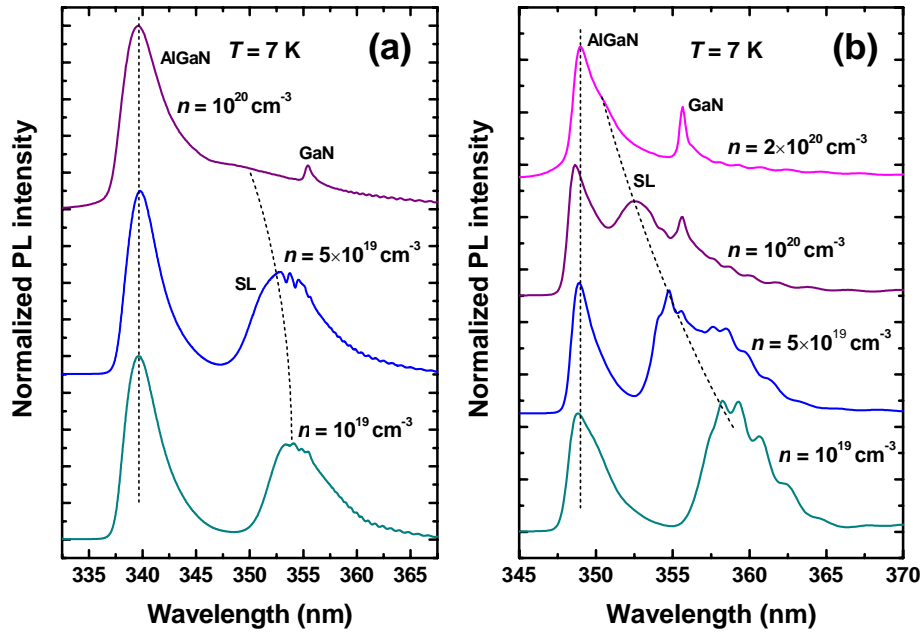 (a)
T = 7 K
AlGaN
n = 10²⁰ cm⁻³
GaN
n = 5×10¹⁹ cm⁻³
SL
n = 10¹⁹ cm⁻³
Normalized PL intensity
335 340 345 350 355 360 365
Wavelength (nm)
(b)
T = 7 K
AlGaN
GaN
n = 2×10²⁰ cm⁻³
SL
n = 10²⁰ cm⁻³
n = 5×10¹⁹ cm⁻³
n = 10¹⁹ cm⁻³
Normalized PL intensity
345 350 355 360 365 370
Wavelength (nm)